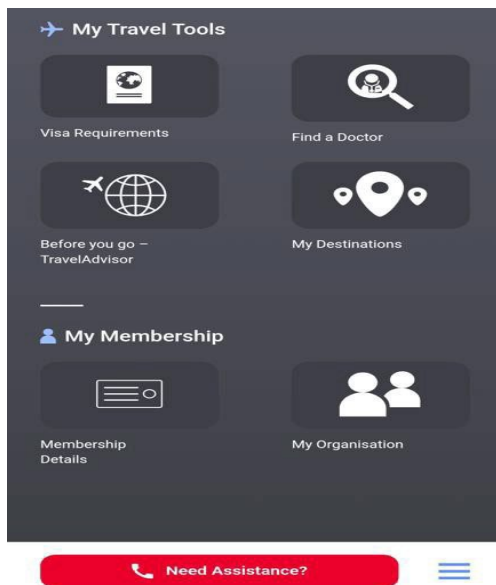 My Travel Tools
Visa Requirements
Find a Doctor
Before you go –
TravelAdvisor
My Destinations
My Membership
Membership
Details
My Organisation
Need Assistance?